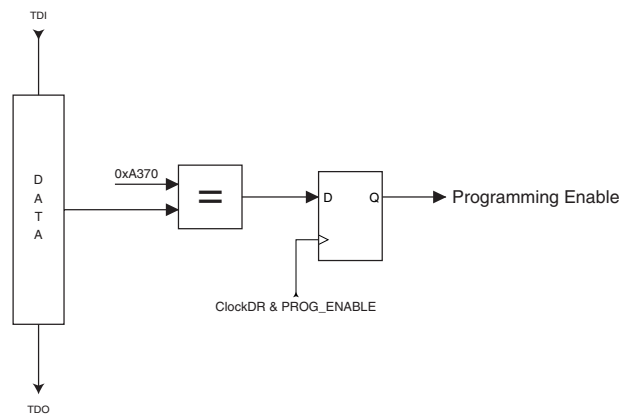 TDI
D
A
T
A
0xA370
=
D Q
Programming Enable
ClockDR & PROG_ENABLE
TDO